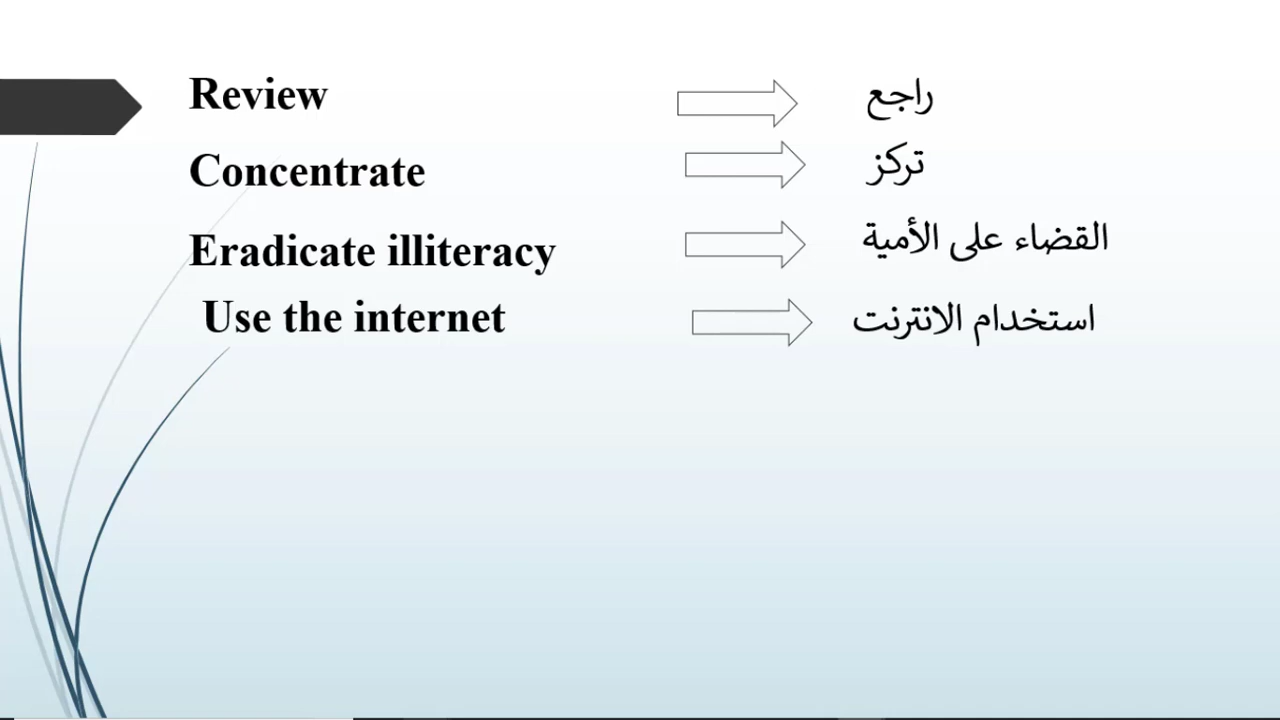 Review راجع
Concentrate تركز
Eradicate illiteracy القضاء على الأمية
Use the internet استخدام الانترنت